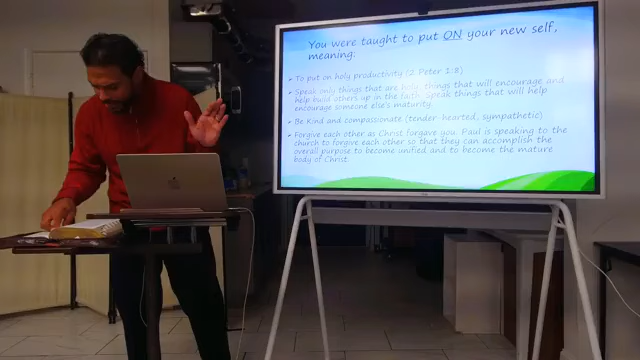 You were taught to put ON your new self,
meaning:
To put on holy productivity (2 Peter 1:8)
Speak only things that are holy, things that will encourage and
help build others up in the faith. Speak things that will help
encourage someone else's maturity.
Be Kind and compassionate (tender-hearted, sympathetic)
Forgive each other as Christ forgave you. Paul is speaking to the
church to forgive each other so that they can accomplish the
overall purpose to become unified and to become the mature
body of Christ